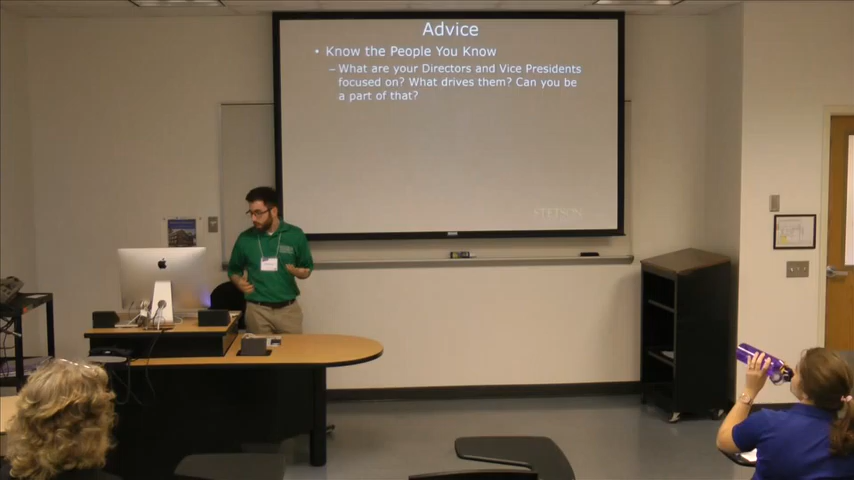 Advice
• Know the People You Know
– What are your Directors and Vice Presidents
focused on? What drives them? Can you be
a part of that?
STETSON